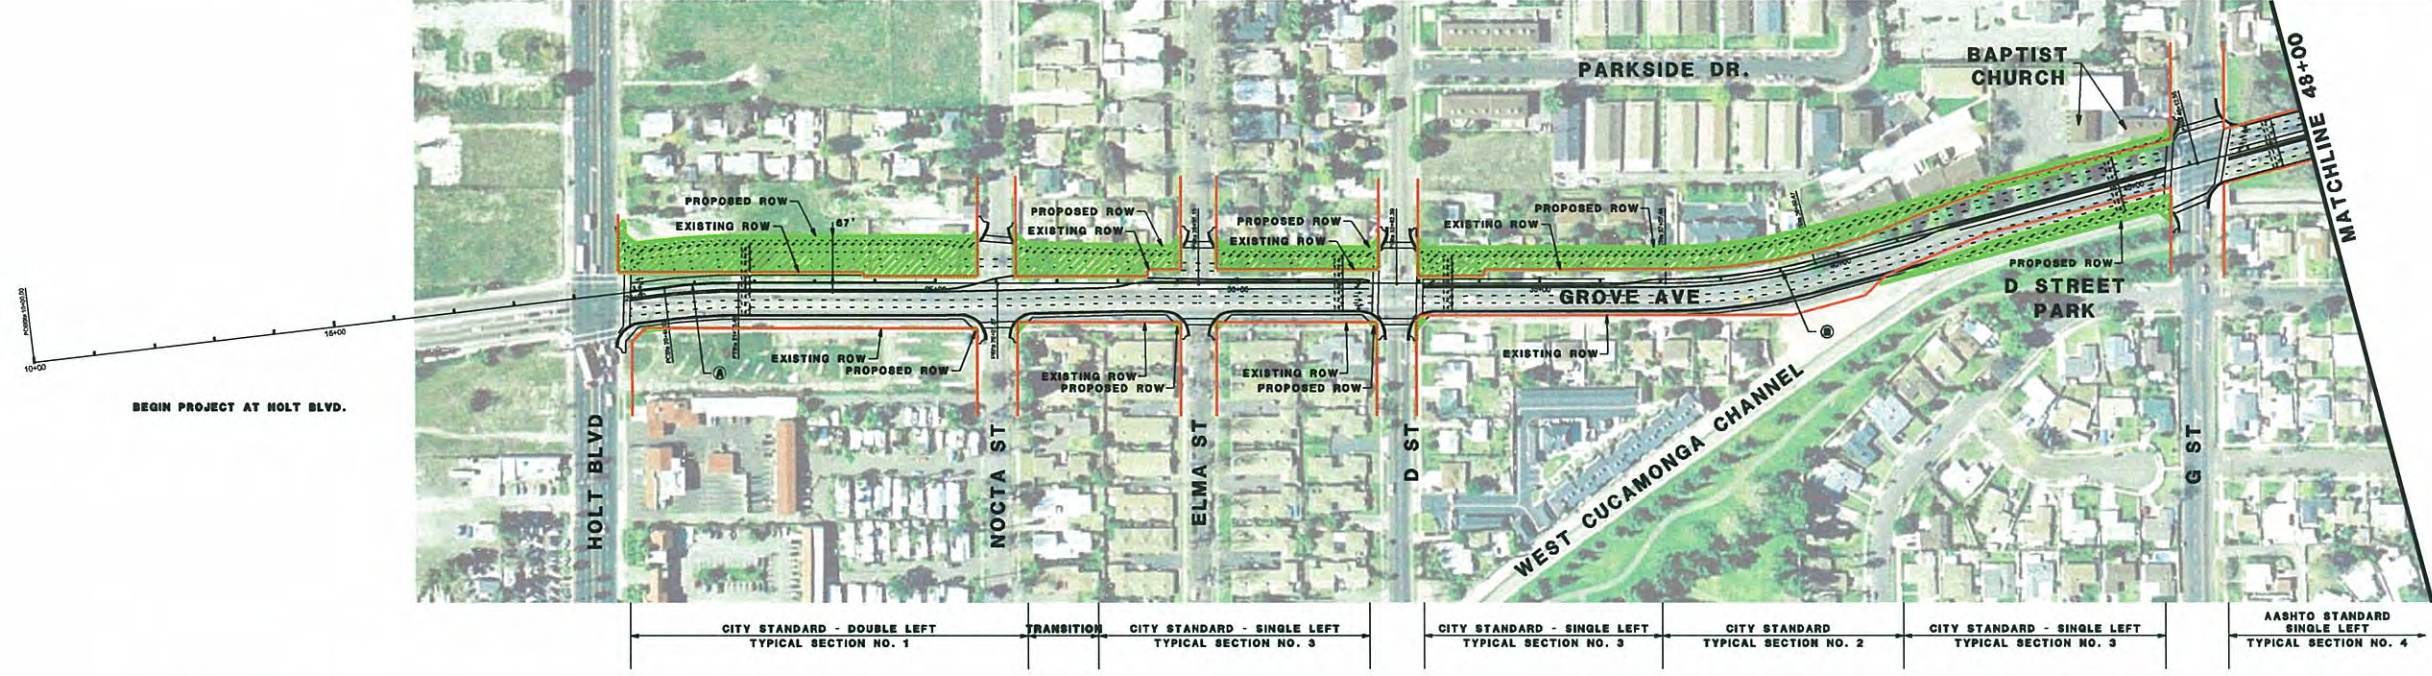 PARKSIDE DR.
BAPTIST
CHURCH
MATCHLINE 48+00
PROPOSED ROW
EXISTING ROW
67'
PROPOSED ROW
EXISTING ROW
PROPOSED ROW
EXISTING ROW
PROPOSED ROW
EXISTING ROW
PROPOSED ROW
D STREET
PARK
GROVE AVE
10+00
15+00
BEGIN PROJECT AT HOLT BLVD.
A
B
EXISTING ROW
PROPOSED ROW
EXISTING ROW
PROPOSED ROW
EXISTING ROW
PROPOSED ROW
EXISTING ROW
HOLT BLVD
NOCTA ST
ELMA ST
D ST
WEST CUCAMONGA CHANNEL
G ST
CITY STANDARD - DOUBLE LEFT
TYPICAL SECTION NO. 1
TRANSITION
CITY STANDARD - SINGLE LEFT
TYPICAL SECTION NO. 3
CITY STANDARD - SINGLE LEFT
TYPICAL SECTION NO. 3
CITY STANDARD
TYPICAL SECTION NO. 2
CITY STANDARD - SINGLE LEFT
TYPICAL SECTION NO. 3
AASHTO STANDARD
SINGLE LEFT
TYPICAL SECTION NO. 4